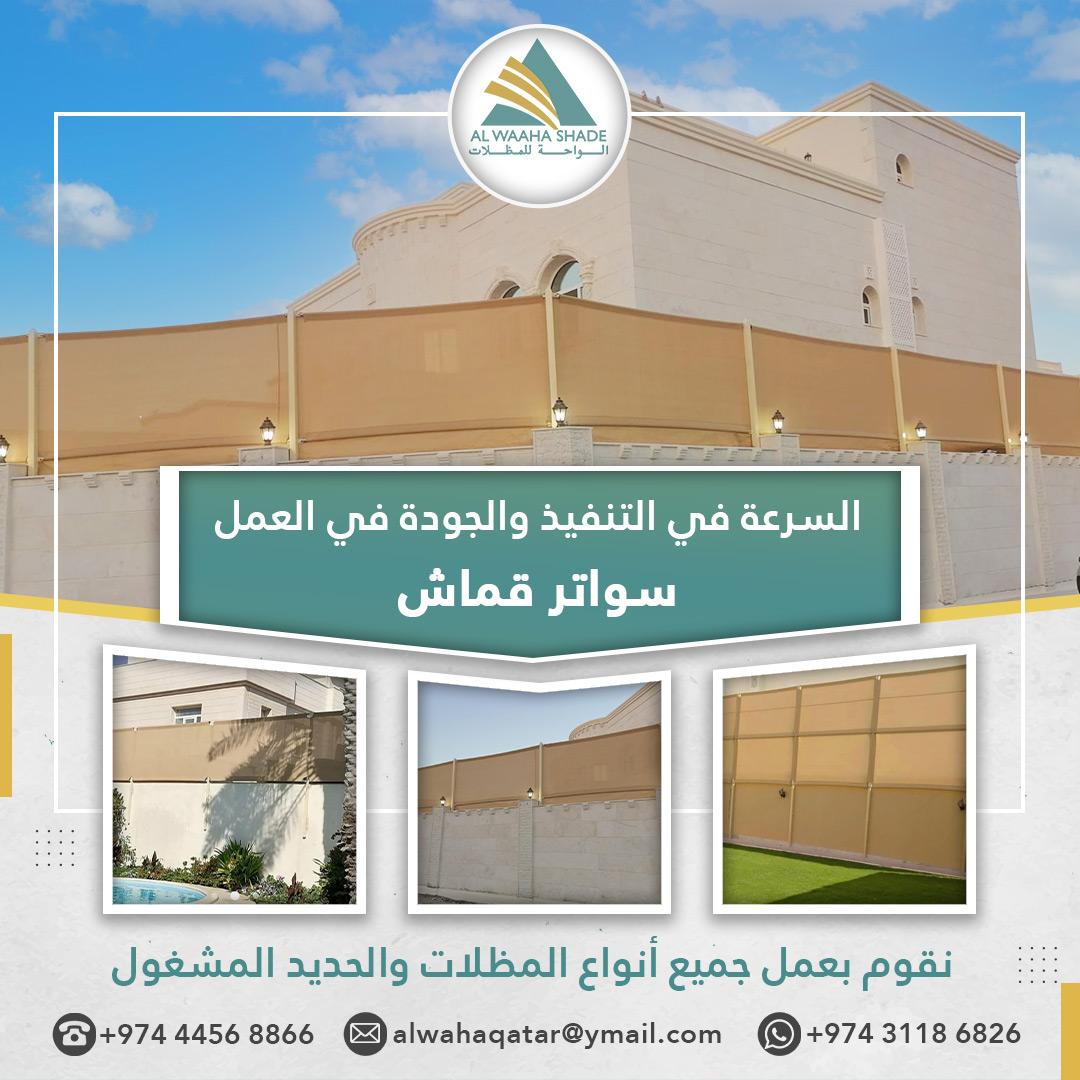 AL WAAHA SHADE
الواحة للمظلات
السرعة في التنفيذ والجودة في العمل
سواتر قماش
نقوم بعمل جميع أنواع المظلات والحديد المشغول
+974 4456 8866
alwahaqatar@ymail.com
+974 3118 6826